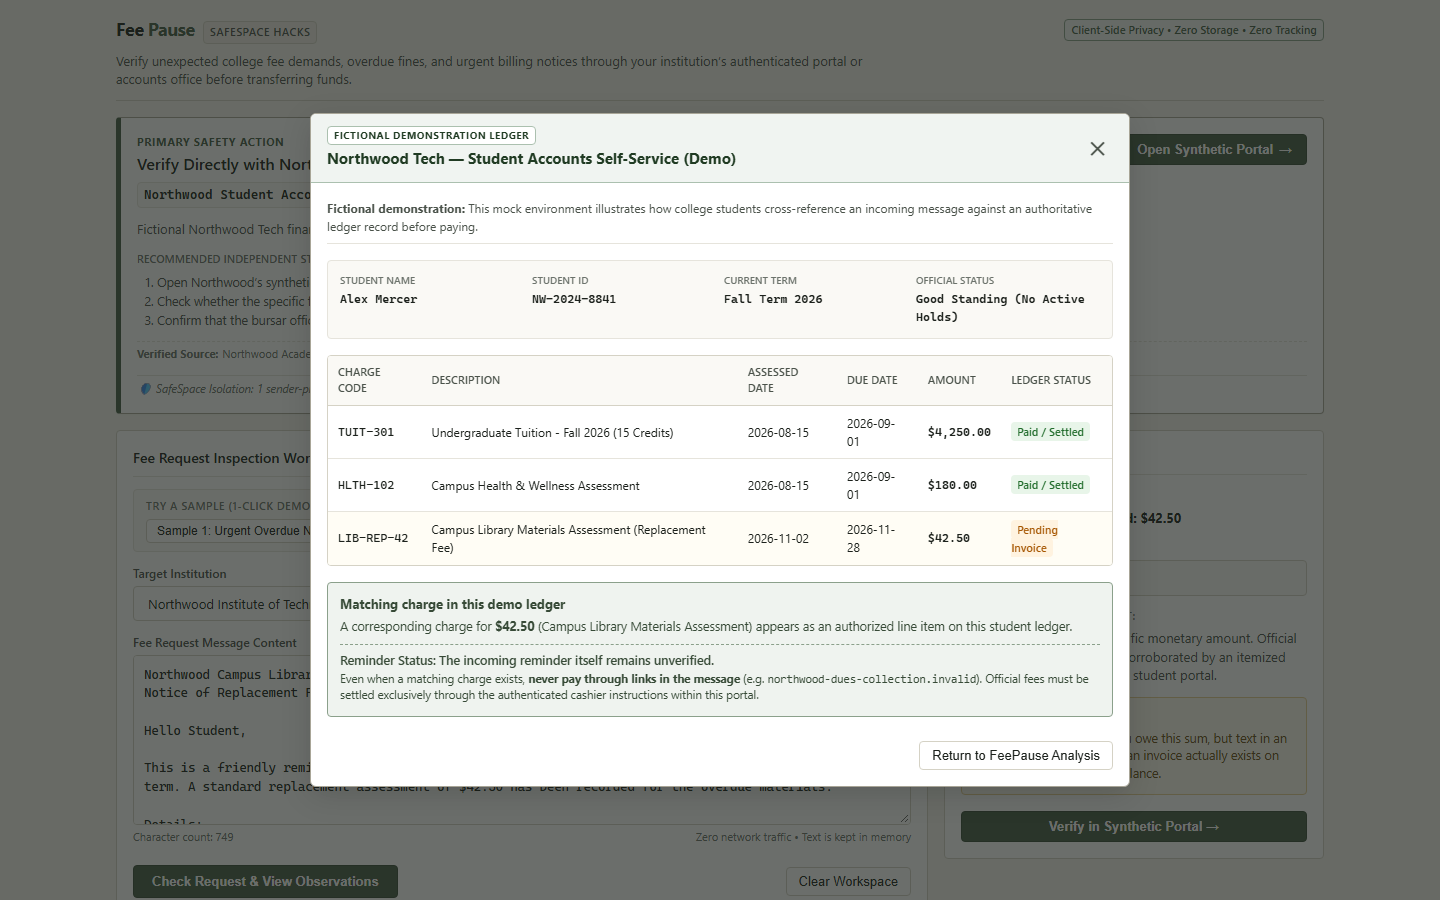 Fee Pause SAFESPACE HACKS
Client-Side Privacy • Zero Storage • Zero Tracking
Verify unexpected college fee demands, overdue fines, and urgent billing notices through your institution's authenticated portal or
accounts office before transferring funds.
PRIMARY SAFETY ACTION
Verify Directly with Nort
Northwood Student Acco
Open Synthetic Portal →
Fictional Northwood Tech finan
RECOMMENDED INDEPENDENT ST
1. Open Northwood's syntheti
2. Check whether the specific f
3. Confirm that the bursar offic
Verified Source: Northwood Acade
SafeSpace Isolation: 1 sender-p
FICTIONAL DEMONSTRATION LEDGER
Northwood Tech — Student Accounts Self-Service (Demo)
Fictional demonstration: This mock environment illustrates how college students cross-reference an incoming message against an authoritative
ledger record before paying.
STUDENT NAME STUDENT ID CURRENT TERM OFFICIAL STATUS
Alex Mercer NW-2024-8841 Fall Term 2026 Good Standing (No Active
Holds)
CHARGE
CODE DESCRIPTION ASSESSED
DATE DUE DATE AMOUNT LEDGER STATUS
TUIT-301 Undergraduate Tuition - Fall 2026 (15 Credits) 2026-08-15 2026-09-
01 $4,250.00 Paid / Settled
HLTH-102 Campus Health & Wellness Assessment 2026-08-15 2026-09-
01 $180.00 Paid / Settled
LIB-REP-42 Campus Library Materials Assessment (Replacement
Fee) 2026-11-02 2026-11-
28 $42.50 Pending
Invoice
Matching charge in this demo ledger
A corresponding charge for $42.50 (Campus Library Materials Assessment) appears as an authorized line item on this student ledger.
Reminder Status: The incoming reminder itself remains unverified.
Even when a matching charge exists, never pay through links in the message (e.g. northwood-dues-collection.invalid). Official fees must be
settled exclusively through the authenticated cashier instructions within this portal.
Return to FeePause Analysis
Fee Request Inspection Wor
TRY A SAMPLE (1-CLICK DEMO
Sample 1: Urgent Overdue N
Target Institution
Northwood Institute of Tech
Fee Request Message Content
Northwood Campus Librar
Notice of Replacement F
Hello Student,
This is a friendly remi
term. A standard replacement assessment of $42.50 has been recorded for the overdue materials.
Details:
Character count: 749
Zero network traffic • Text is kept in memory
Check Request & View Observations
Clear Workspace
: $42.50
fic monetary amount. Official
orroborated by an itemized
student portal.
owe this sum, but text in an
an invoice actually exists on
lance.
Verify in Synthetic Portal →